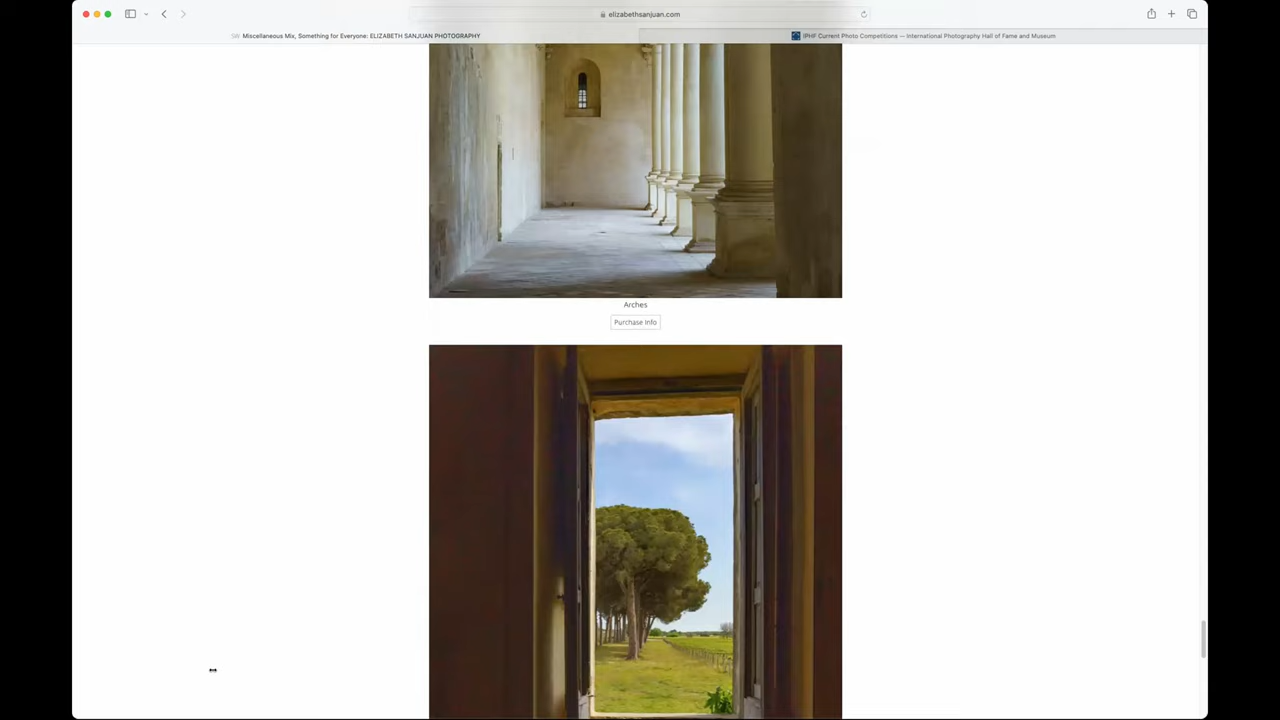 elizabethsanjuan.com
SW Miscellaneous Mix, Something for Everyone: ELIZABETH SANJUAN PHOTOGRAPHY
IPHF Current Photo Competitions — International Photography Hall of Fame and Museum
Arches
Purchase Info